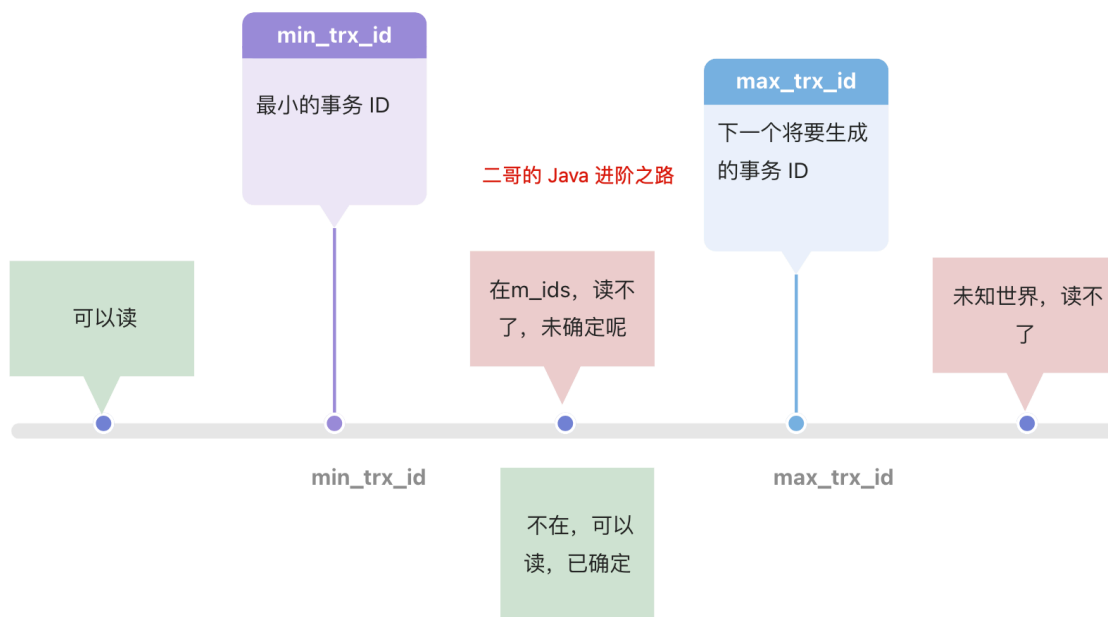 min_trx_id
最小的事务 ID
max_trx_id
下一个将要生成
的事务 ID
二哥的 Java 进阶之路
可以读
在m_ids，读不
了，未确定呢
未知世界，读不
了
min_trx_id
max_trx_id
不在，可以
读，已确定